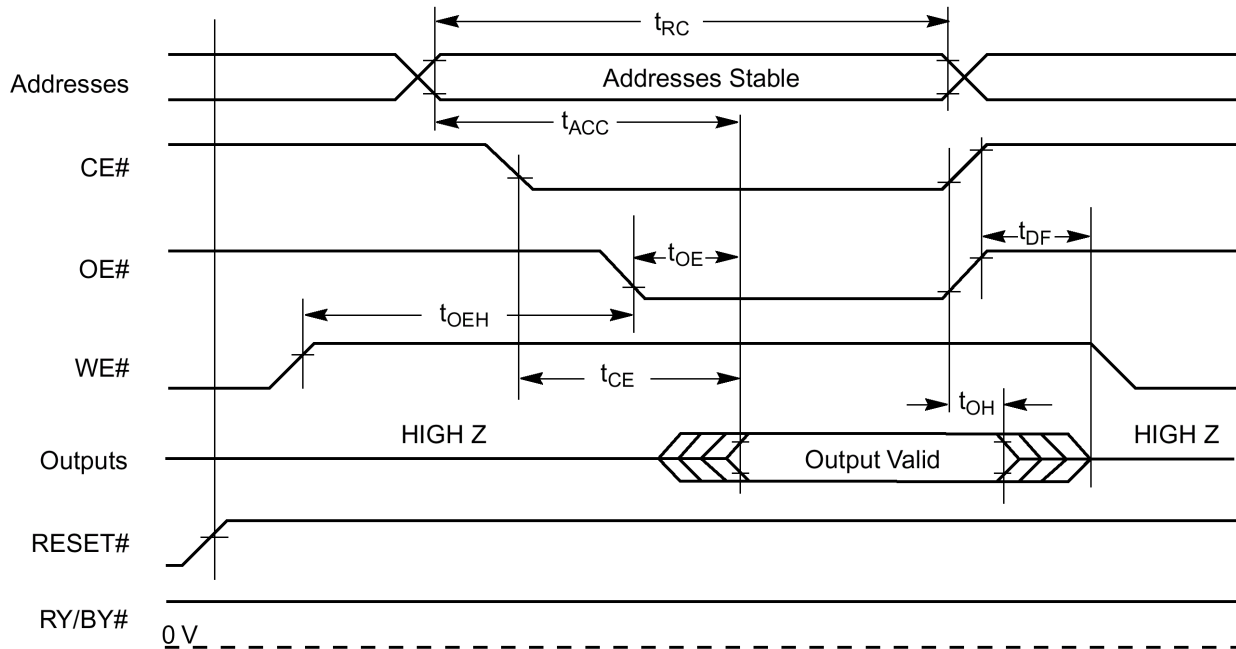 tRC
Addresses
Addresses Stable
tACC
CE#
tDF
OE#
tOE
tOEH
WE#
tCE
tOH
HIGH Z
HIGH Z
Outputs
Output Valid
RESET#
RY/BY#
0 V